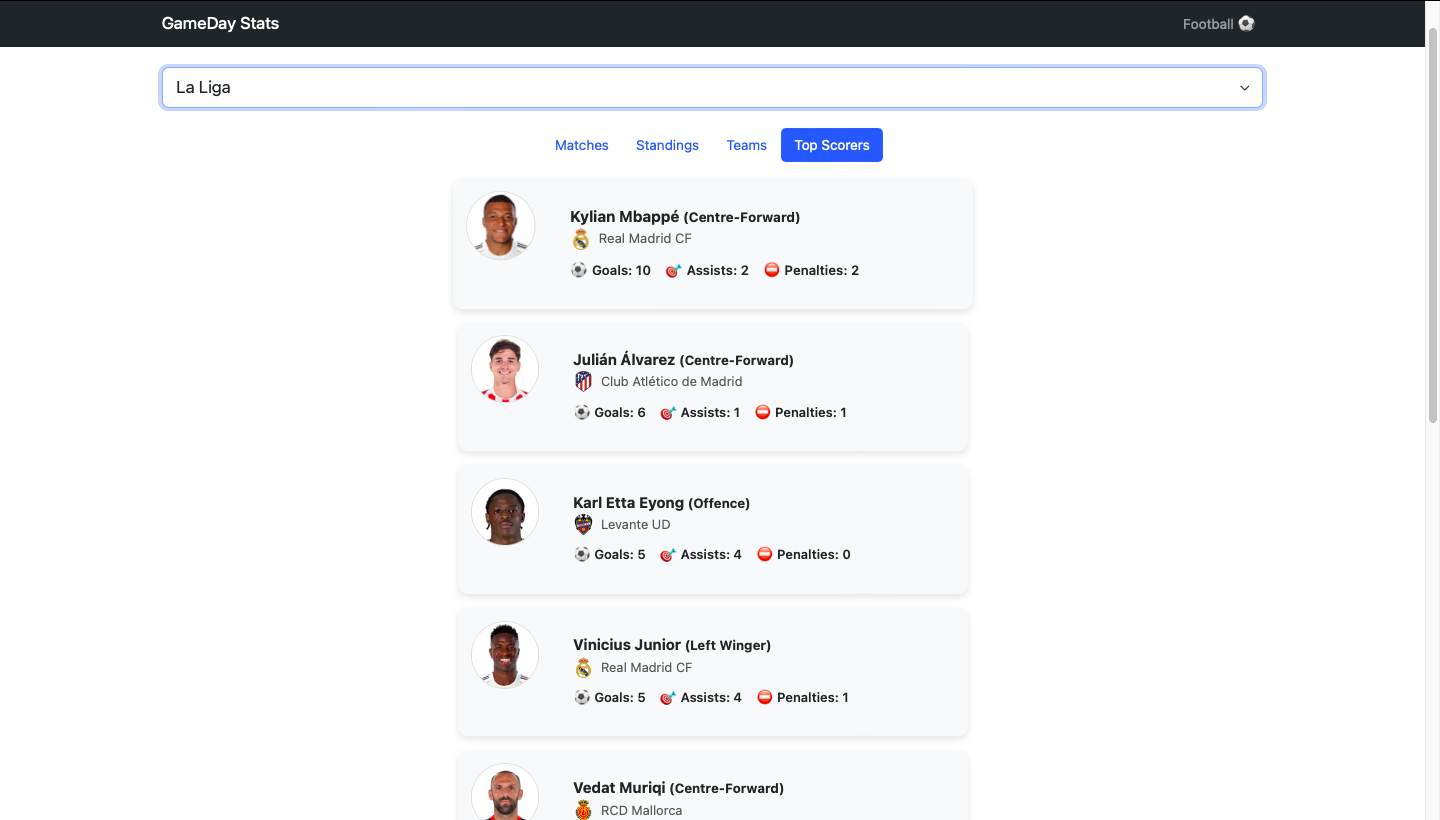 GameDay Stats
Football
La Liga
Matches Standings Teams Top Scorers
Kylian Mbappé (Centre-Forward)
Real Madrid CF
Goals: 10 Assists: 2 Penalties: 2
Julián Álvarez (Centre-Forward)
Club Atlético de Madrid
Goals: 6 Assists: 1 Penalties: 1
Karl Etta Eyong (Offence)
Levante UD
Goals: 5 Assists: 4 Penalties: 0
Vinicius Junior (Left Winger)
Real Madrid CF
Goals: 5 Assists: 4 Penalties: 1
Vedat Muriqi (Centre-Forward)
RCD Mallorca